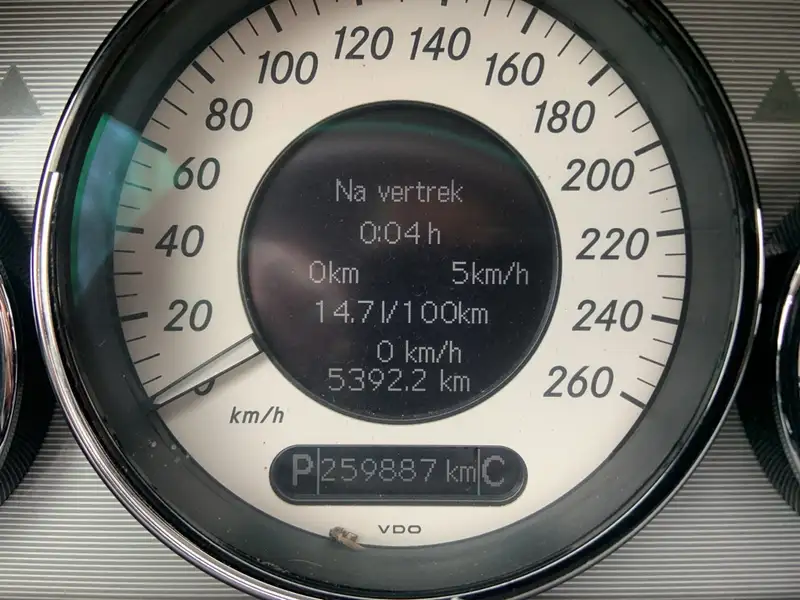 120 140
100 160
80 180
60 200
40 220
20 240
0 260
km/h
Na vertrek
0:04 h
0km 5km/h
14.7l/100km
0 km/h
5392.2 km
P 259887 km C
VDO